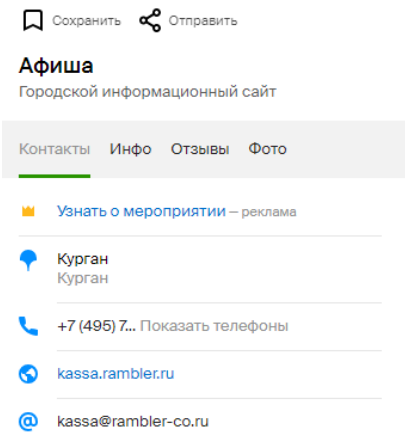 Сохранить Отправить
Афиша
Городской информационный сайт
Контакты Инфо Отзывы Фото
Узнать о мероприятии – реклама
Курган
Курган
+7 (495) 7... Показать телефоны
kassa.rambler.ru
kassa@rambler-co.ru